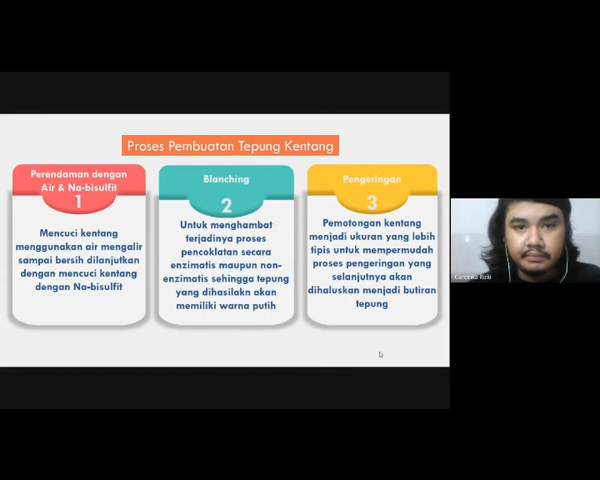 Proses Pembuatan Tepung Kentang
Perendaman dengan
Air & Na-bisulfit
1
Mencuci kentang
menggunakan air mengalir
sampai bersih dilanjutkan
dengan mencuci kentang
dengan Na-bisulfit
Blanching
2
Untuk menghambat
terjadinya proses
pencoklatan secara
enzimatis maupun non-
enzimatis sehingga tepung
yang dihasilakn akan
memiliki warna putih
Pengeringan
3
Pemotongan kentang
menjadi ukuran yang lebih
tipis untuk mempermudah
proses pengeringan yang
selanjutnya akan
dihaluskan menjadi butiran
tepung
Rizki